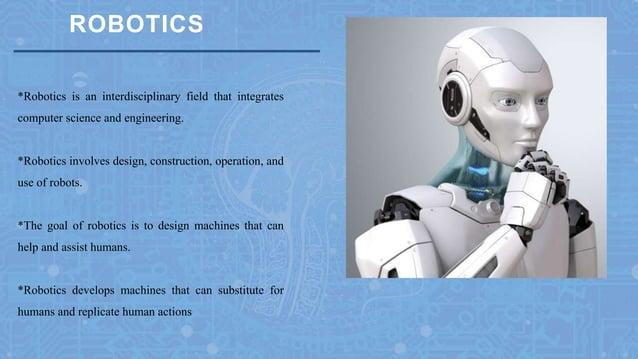 ROBOTICS
*Robotics is an interdisciplinary field that integrates
computer science and engineering.
*Robotics involves design, construction, operation, and
use of robots.
*The goal of robotics is to design machines that can
help and assist humans.
*Robotics develops machines that can substitute for
humans and replicate human actions